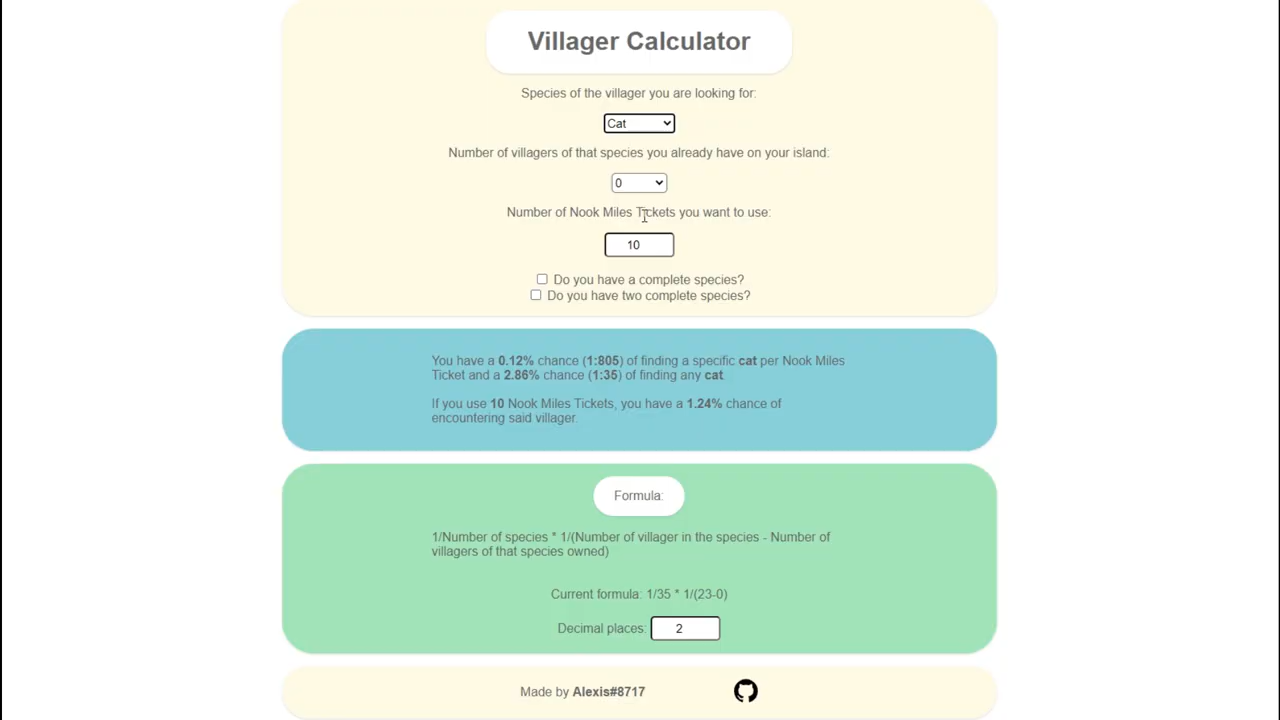 Villager Calculator
Species of the villager you are looking for:
Cat
Number of villagers of that species you already have on your island:
0
Number of Nook Miles Tickets you want to use:
10
Do you have a complete species?
Do you have two complete species?
You have a 0.12% chance (1:805) of finding a specific cat per Nook Miles
Ticket and a 2.86% chance (1:35) of finding any cat
If you use 10 Nook Miles Tickets, you have a 1.24% chance of
encountering said villager.
Formula:
1/Number of species * 1/(Number of villager in the species - Number of
villagers of that species owned)
Current formula: 1/35 * 1/(23-0)
Decimal places: 2
Made by Alexis#8717